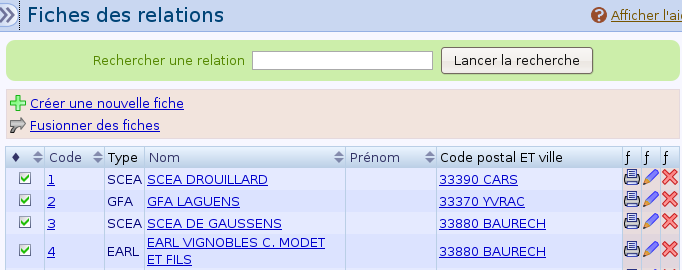 Fiches des relations
Afficher l'aid
Rechercher une relation
Lancer la recherche
Créer une nouvelle fiche
Fusionner des fiches
Code Type Nom Prénom Code postal ET ville ƒ ƒ ƒ
1 SCEA SCEA DROUILLARD 33390 CARS
2 GFA GFA LAGUENS 33370 YVRAC
3 SCEA SCEA DE GAUSSENS 33880 BAURECH
4 EARL EARL VIGNOBLES C. MODET
ET FILS 33880 BAURECH